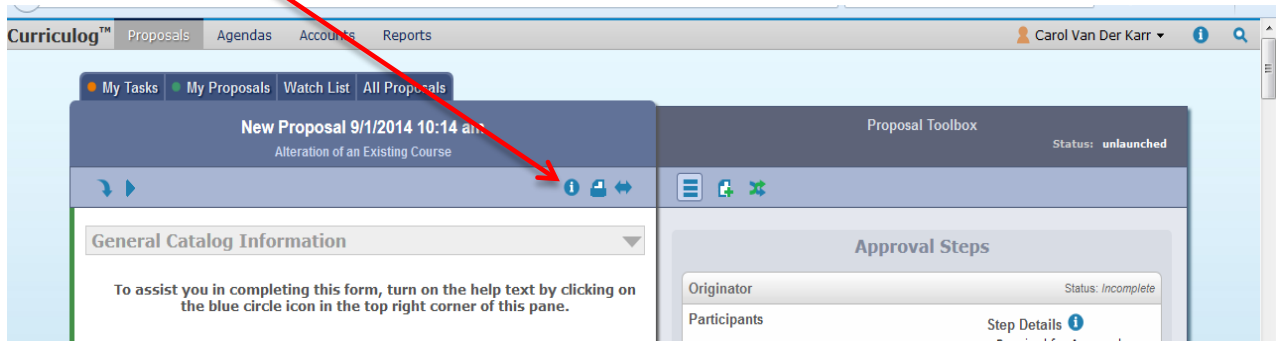 Curriculog™ Proposals Agendas Accounts Reports Carol Van Der Karr
My Tasks My Proposals Watch List All Proposals
New Proposal 9/1/2014 10:14 am
Alteration of an Existing Course
Proposal Toolbox
Status: unlaunched
General Catalog Information
To assist you in completing this form, turn on the help text by clicking on
the blue circle icon in the top right corner of this pane.
Approval Steps
Originator Status: Incomplete
Participants Step Details